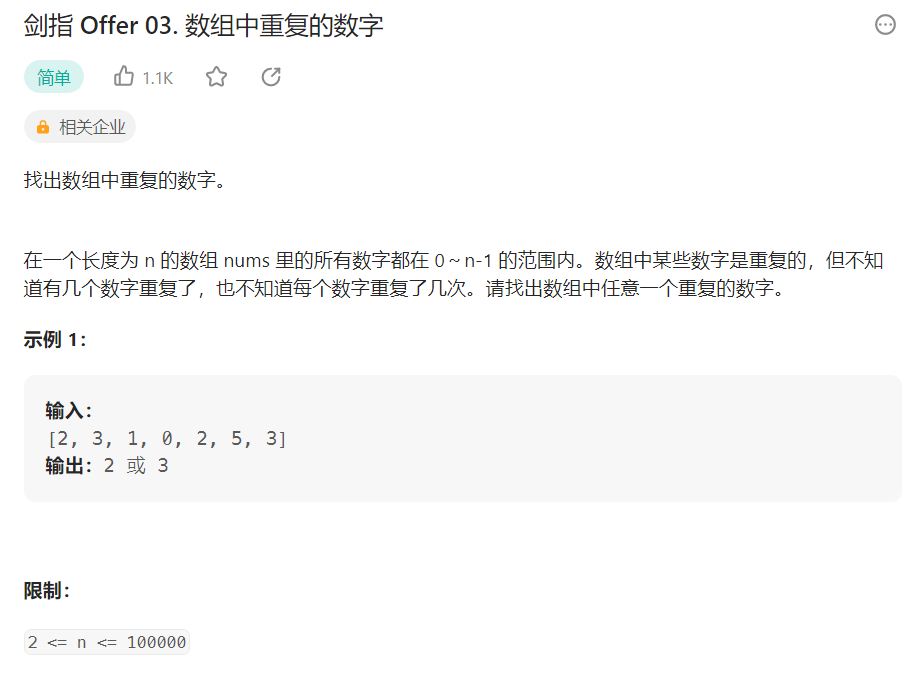 剑指 Offer 03. 数组中重复的数字
简单 1.1K
相关企业
找出数组中重复的数字。
在一个长度为 n 的数组 nums 里的所有数字都在 0～n-1 的范围内。数组中某些数字是重复的，但不知
道有几个数字重复了，也不知道每个数字重复了几次。请找出数组中任意一个重复的数字。
示例 1：
输入：
[2, 3, 1, 0, 2, 5, 3]
输出：2 或 3
限制：
2 <= n <= 100000